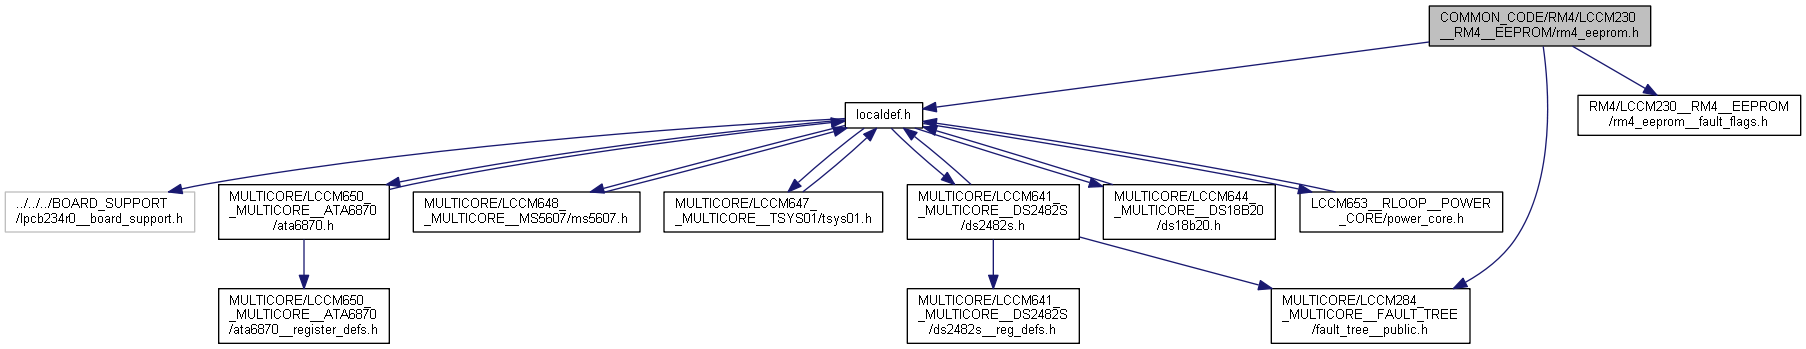 COMMON_CODE/RM4/LCCM230
__RM4__EEPROM/rm4_eeprom.h
localdef.h
RM4/LCCM230__RM4__EEPROM
/rm4_eeprom__fault_flags.h
../../../BOARD_SUPPORT
/lpcb234r0__board_support.h
MULTICORE/LCCM650_
_MULTICORE__ATA6870
/ata6870.h
MULTICORE/LCCM648_
_MULTICORE__MS5607/ms5607.h
MULTICORE/LCCM647_
_MULTICORE__TSYS01/tsys01.h
MULTICORE/LCCM641_
_MULTICORE__DS2482S
/ds2482s.h
MULTICORE/LCCM644_
_MULTICORE__DS18B20
/ds18b20.h
LCCM653__RLOOP__POWER
_CORE/power_core.h
MULTICORE/LCCM650_
_MULTICORE__ATA6870
/ata6870__register_defs.h
MULTICORE/LCCM641_
_MULTICORE__DS2482S
/ds2482s__reg_defs.h
MULTICORE/LCCM284_
_MULTICORE__FAULT_TREE
/fault_tree__public.h